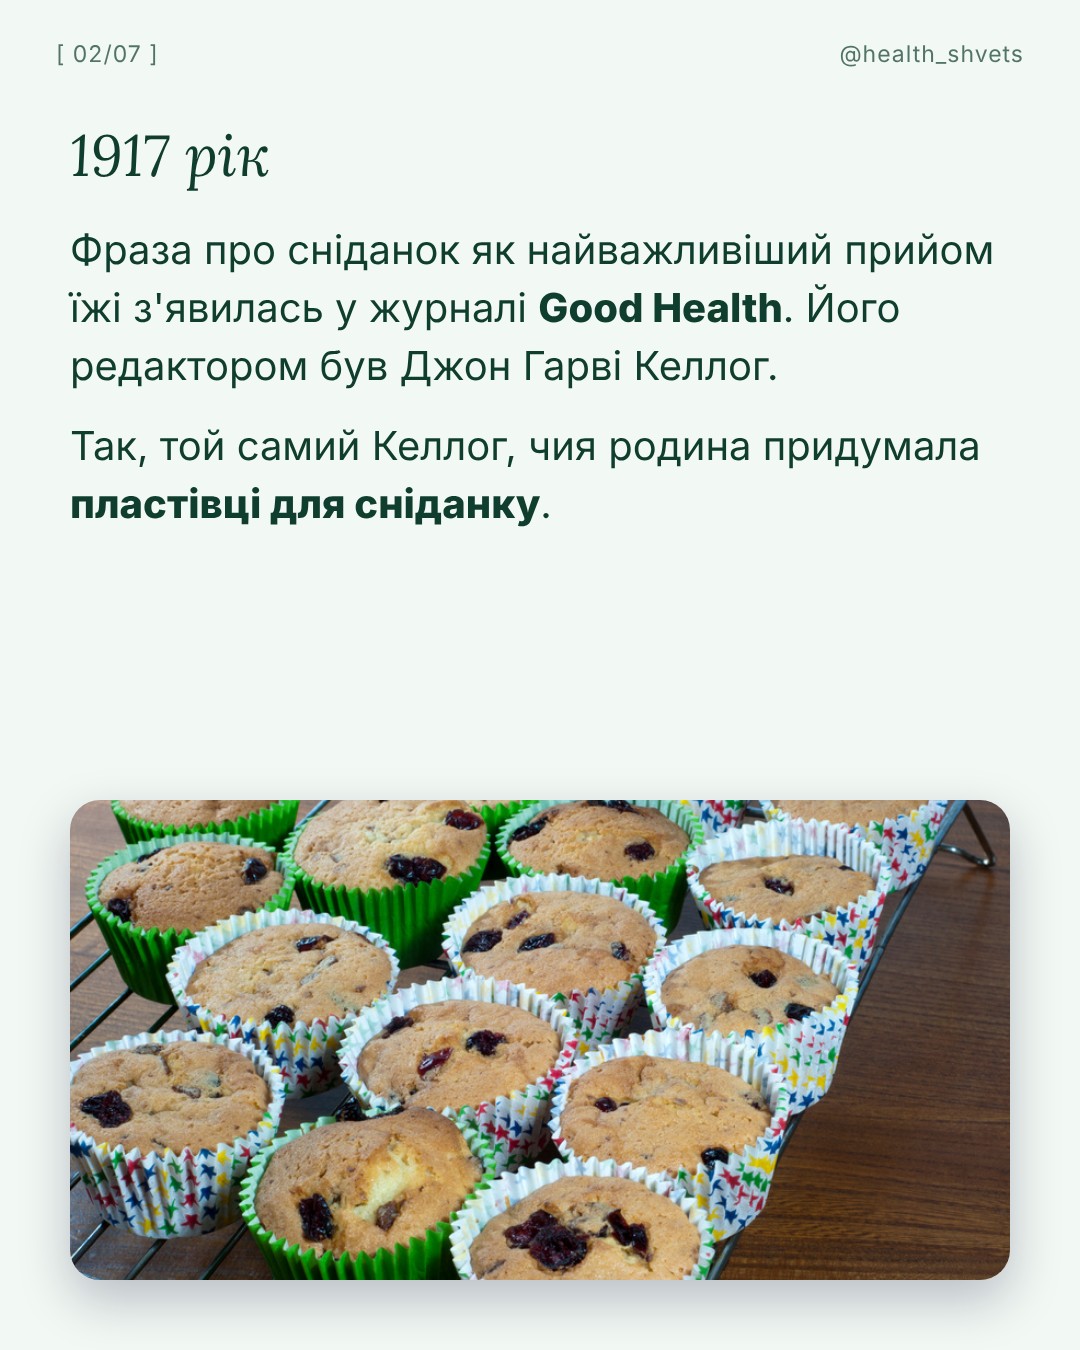 [ 02/07 ]
@health_shvets
1917 рік
Фраза про сніданок як найважливіший прийом
їжі з'явилась у журналі Good Health. Його
редактором був Джон Гарві Келлог.
Так, той самий Келлог, чия родина придумала
пластівці для сніданку.